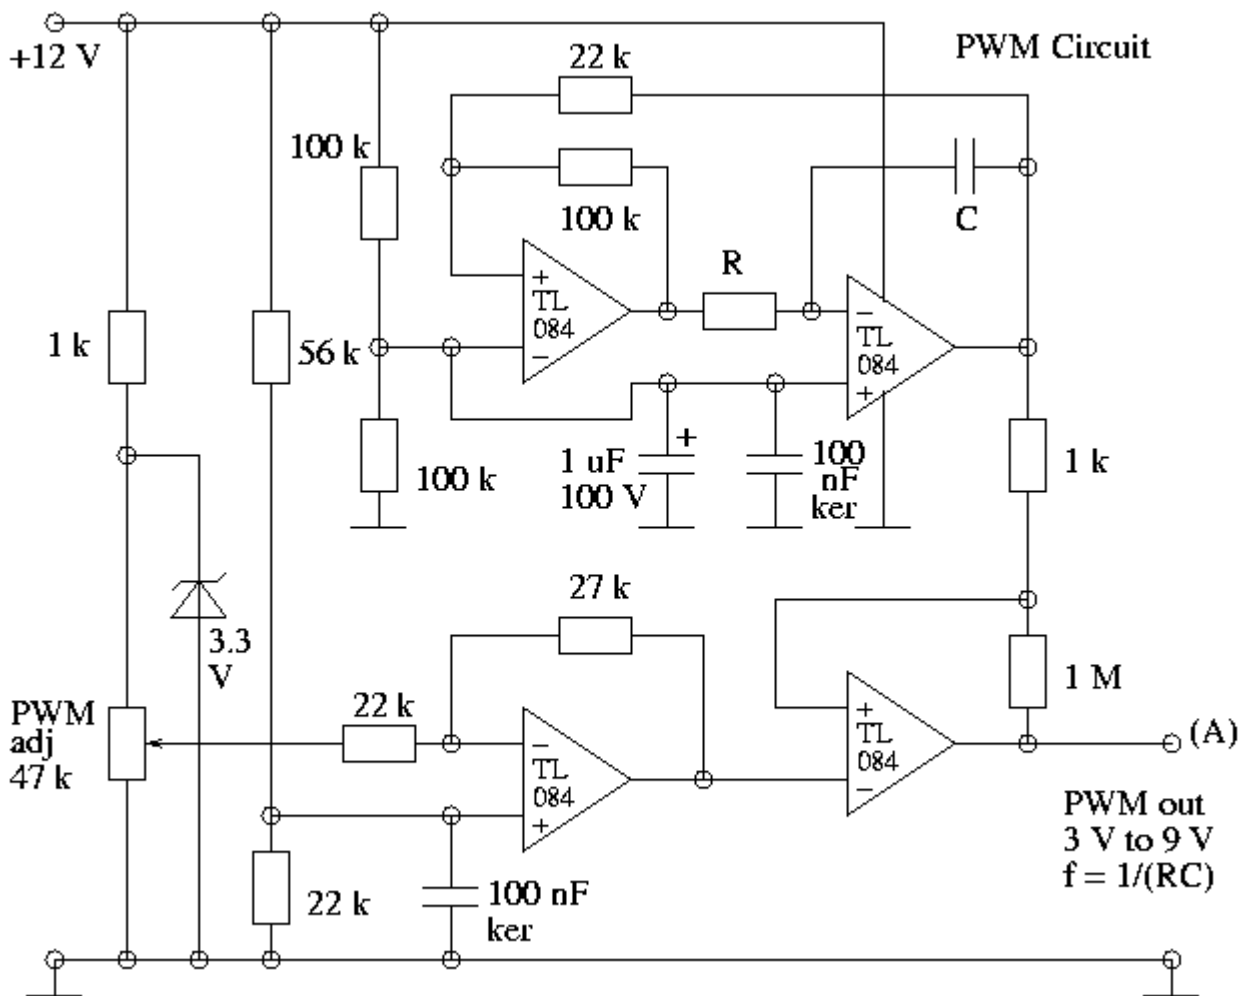 +12 V
PWM Circuit
22 k
100 k
100 k
C
R
+
TL
084
−
−
TL
084
+
1 k
56 k
100 k
1 uF
100 V
+
100
nF
ker
1 k
3.3
V
27 k
1 M
PWM
adj
47 k
22 k
−
TL
084
+
+
TL
084
−
(A)
PWM out
3 V to 9 V
f = 1/(RC)
22 k
100 nF
ker